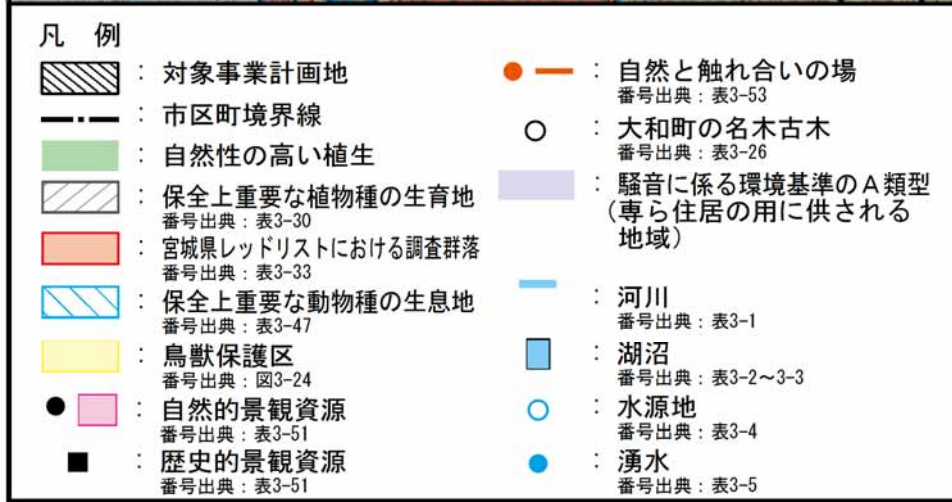 凡 例
: 対象事業計画地
: 市区町境界線
: 自然性の高い植生
: 保全上重要な植物種の生育地
番号出典：表3-30
: 宮城県レッドリストにおける調査群落
番号出典：表3-33
: 保全上重要な動物種の生息地
番号出典：表3-47
: 鳥獣保護区
番号出典：図3-24
: 自然的景観資源
番号出典：表3-51
: 歴史的景観資源
番号出典：表3-51
: 自然と触れ合いの場
番号出典：表3-53
: 大和町の名木古木
番号出典：表3-26
: 騒音に係る環境基準のＡ類型
（専ら住居の用に供される
地域）
: 河川
番号出典：表3-1
: 湖沼
番号出典：表3-2～3-3
: 水源地
番号出典：表3-4
: 湧水
番号出典：表3-5